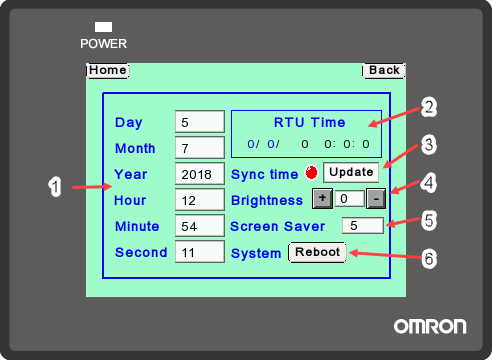 POWER
Home Back
Day 5 RTU Time 2
Month 7 0/ 0/ 0 0: 0: 0
Year 2018 Sync time Update 3
1 Hour 12 Brightness + 0 - 4
Minute 54 Screen Saver 5 5
Second 11 System Reboot 6
OMRON